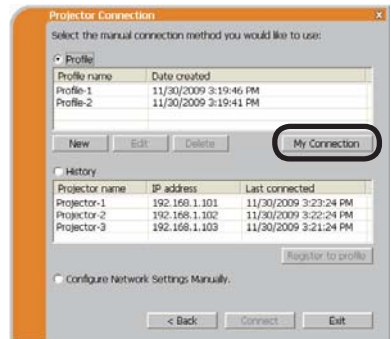 Projector Connection
x
Select the manual connection method you would like to use:
Profile
Profile name Date created
Profile-1 11/30/2009 3:19:46 PM
Profile-2 11/30/2009 3:19:41 PM
New Edit Delete My Connection
History
Projector name IP address Last connected
Projector-1 192.168.1.101 11/30/2009 3:23:24 PM
Projector-2 192.168.1.102 11/30/2009 3:22:24 PM
Projector-3 192.168.1.103 11/30/2009 3:21:24 PM
Register to profile
Configure Network Settings Manually.
< Back Connect Exit